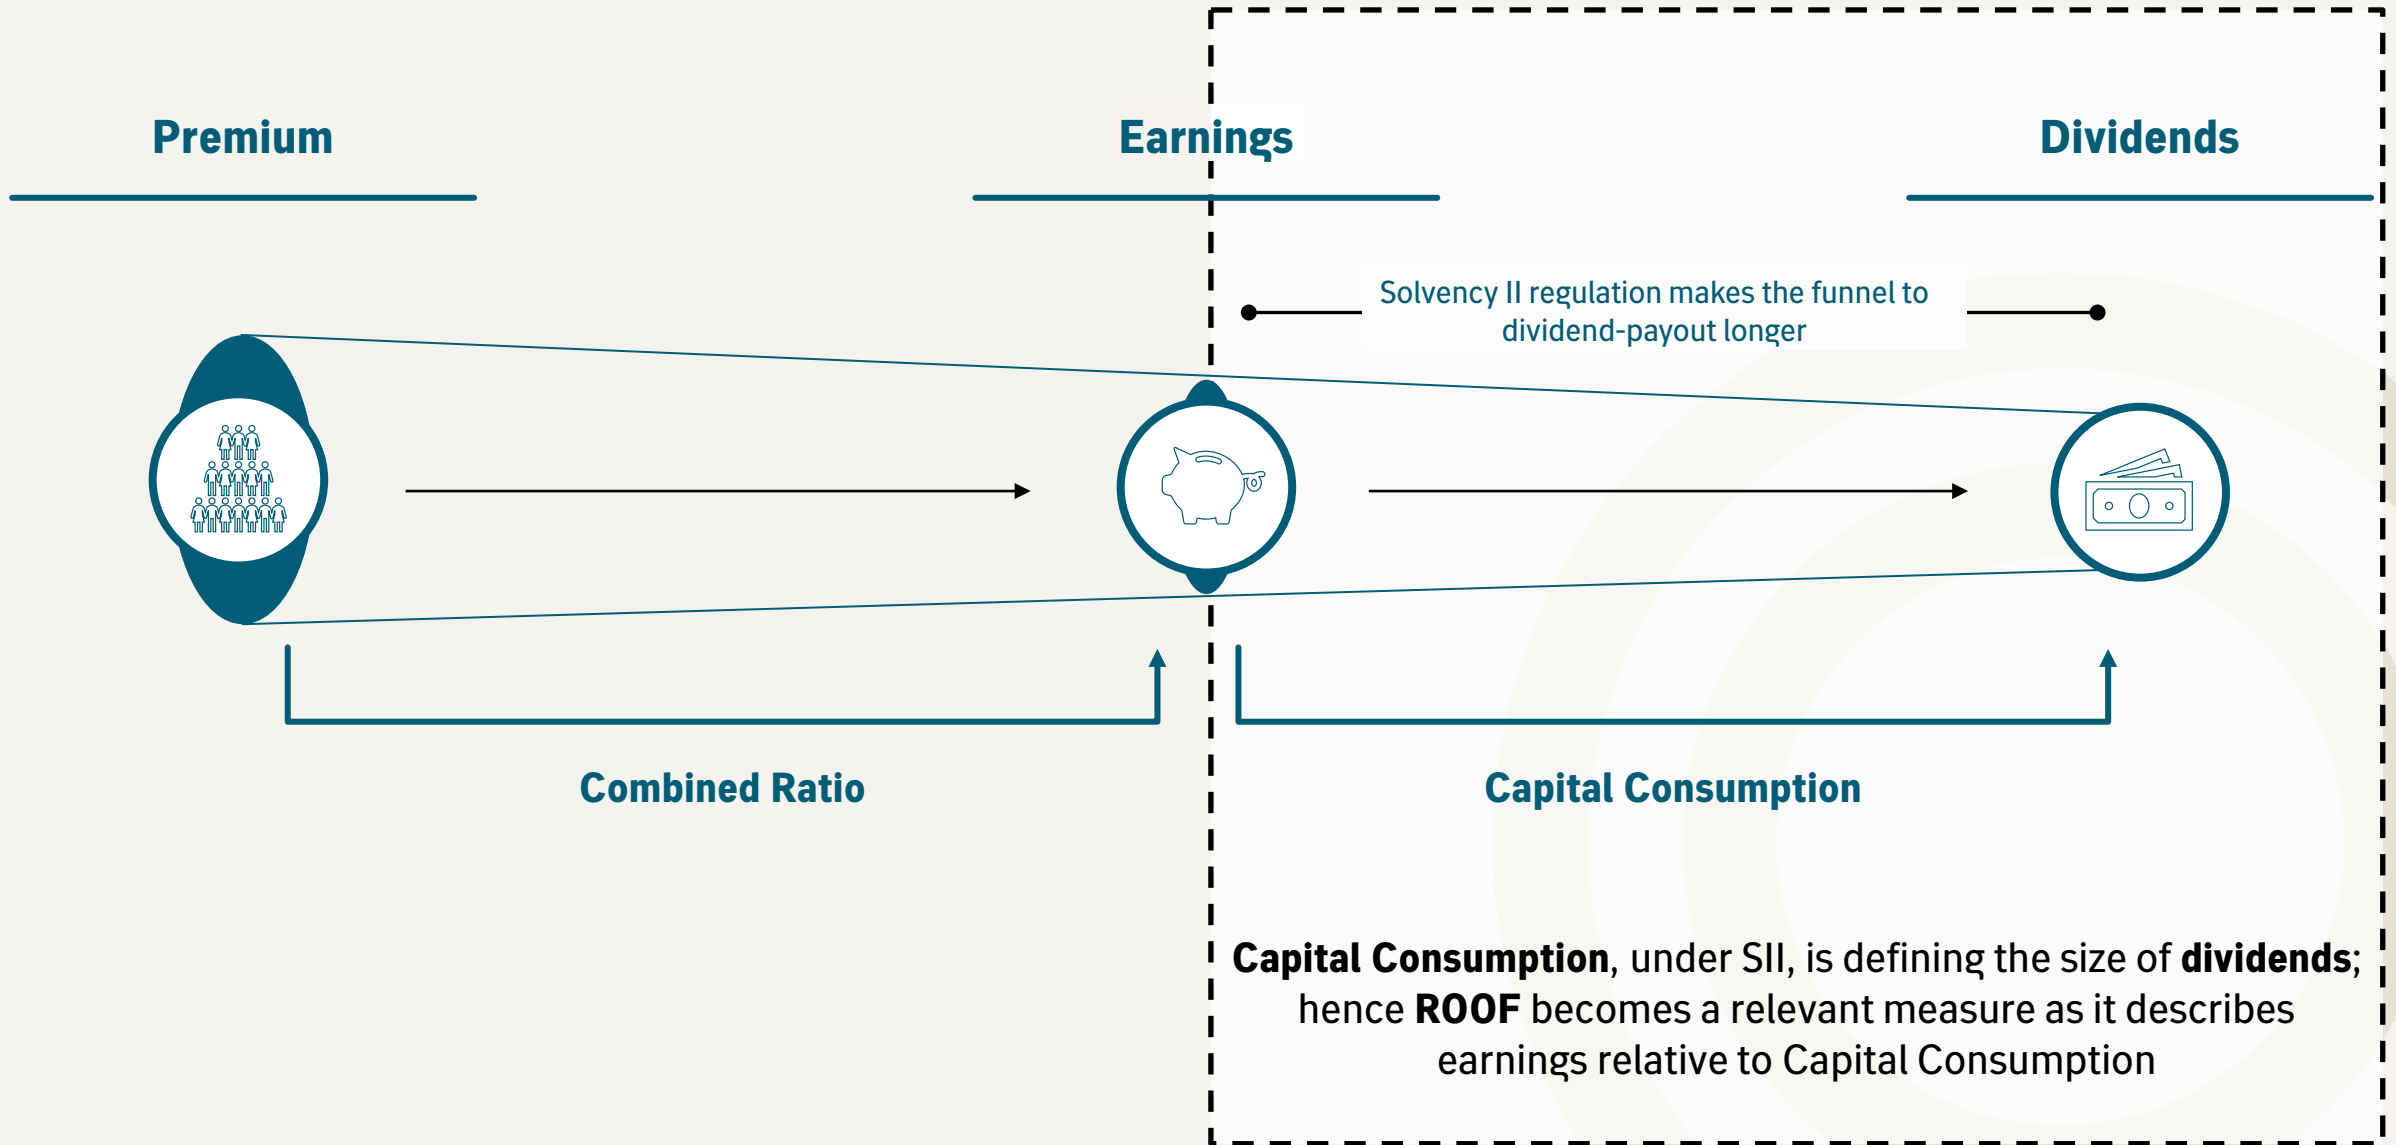 Premium
Earnings
Dividends
Solvency II regulation makes the funnel to
dividend-payout longer
Combined Ratio
Capital Consumption
Capital Consumption, under SII, is defining the size of dividends;
hence ROOF becomes a relevant measure as it describes
earnings relative to Capital Consumption